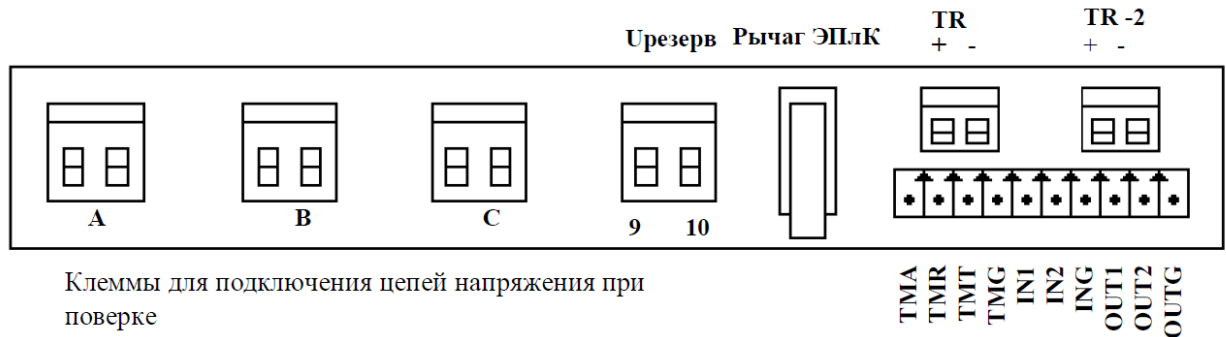 Uрезерв Рычаг ЭПлК TR TR -2
+ - + -
A B C
9 10
Клеммы для подключения цепей напряжения при
поверке
TMA
TMR
TMT
TMG
IN1
IN2
ING
OUT1
OUT2
OUTG